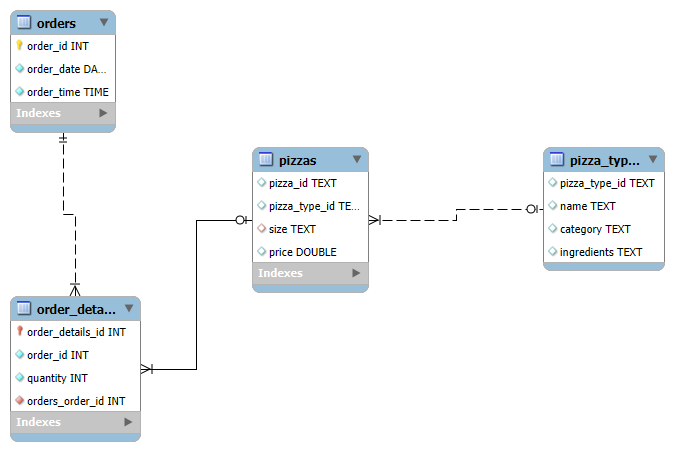 orders
order_id INT
order_date DA...
order_time TIME
Indexes
pizzas
pizza_id TEXT
pizza_type_id TE...
size TEXT
price DOUBLE
Indexes
pizza_typ...
pizza_type_id TEXT
name TEXT
category TEXT
ingredients TEXT
order_deta...
order_details_id INT
order_id INT
quantity INT
orders_order_id INT
Indexes